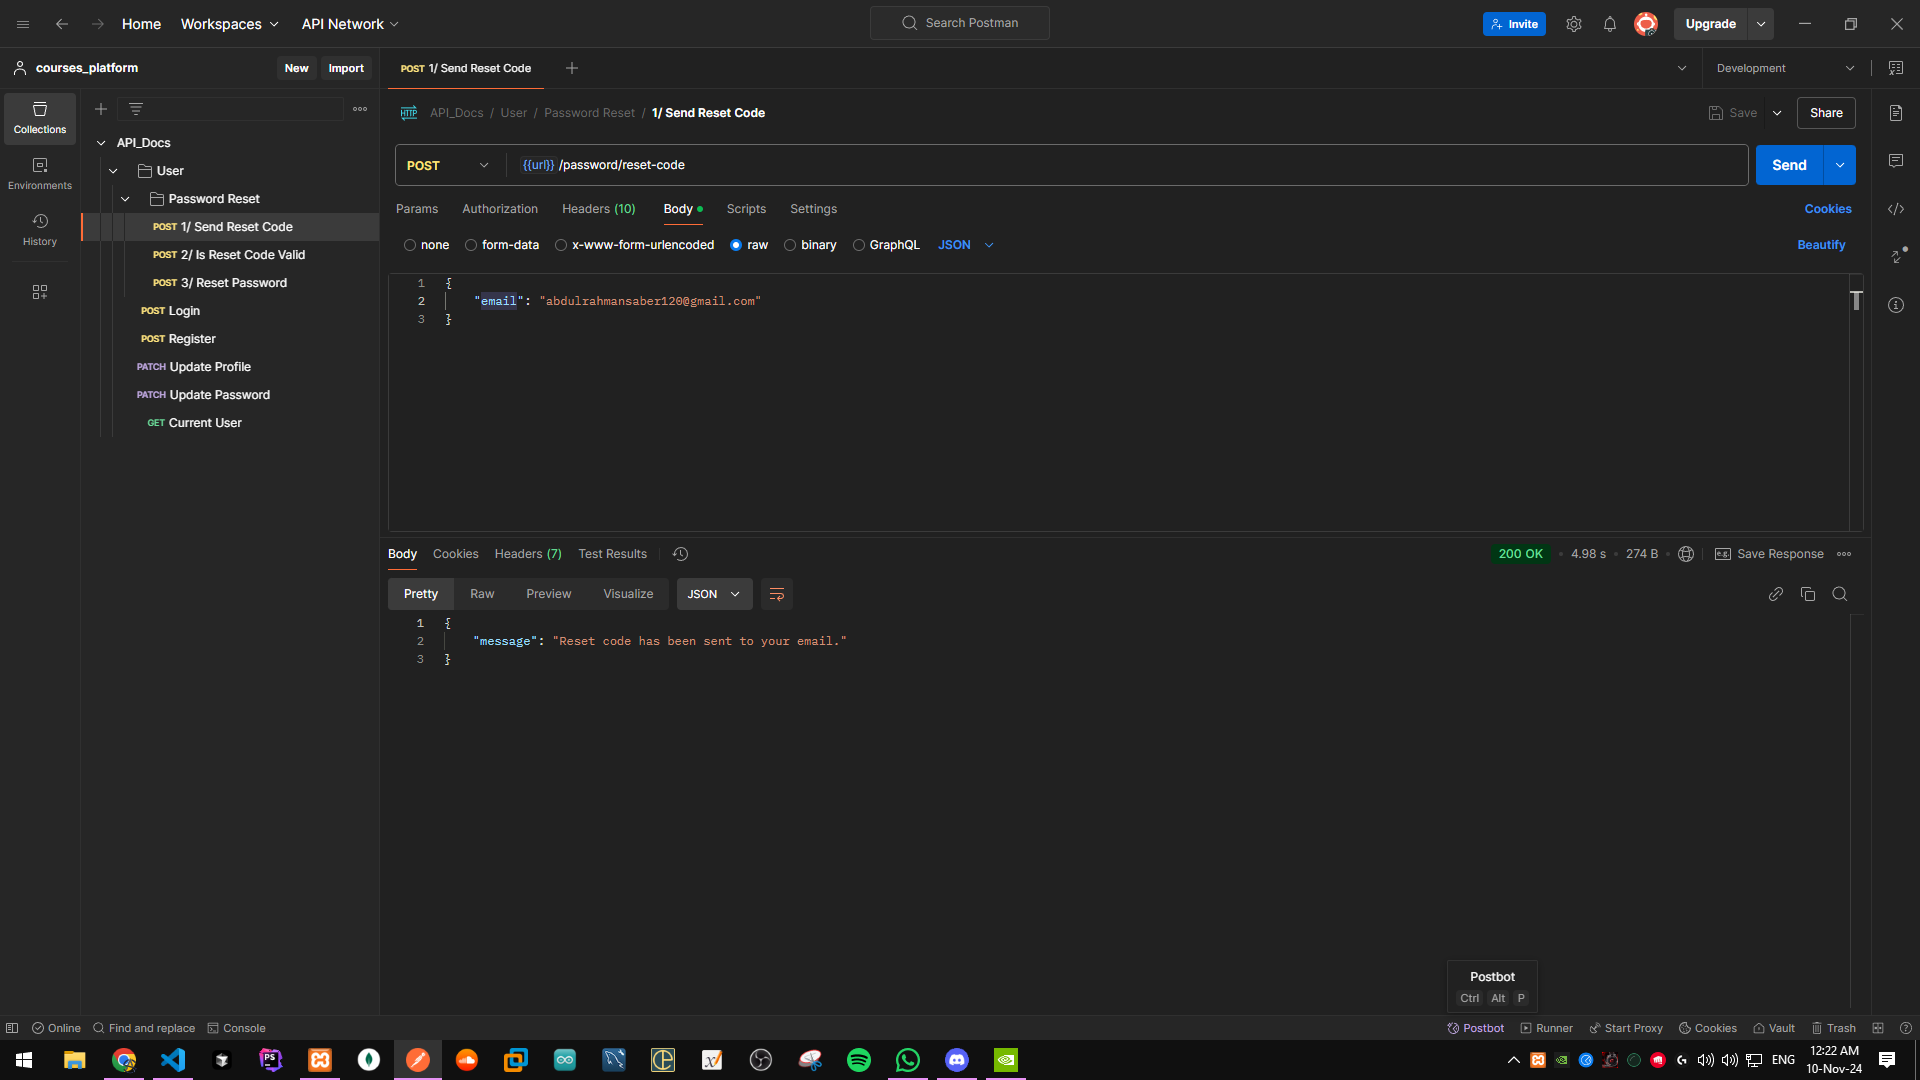 Home
Workspaces
API Network
Search Postman
Invite
Upgrade
courses_platform
New
Import
POST 1/ Send Reset Code
Development
Collections
Environments
History
API_Docs
User
Password Reset
POST 1/ Send Reset Code
POST 2/ Is Reset Code Valid
POST 3/ Reset Password
POST Login
POST Register
PATCH Update Profile
PATCH Update Password
GET Current User
HTTP API_Docs / User / Password Reset / 1/ Send Reset Code
Save
Share
POST {{url}} /password/reset-code
Send
Params Authorization Headers (10) Body Scripts Settings
Cookies
none form-data x-www-form-urlencoded raw binary GraphQL JSON
Beautify
1 {
2 "email": "abdulrahmansaber120@gmail.com"
3 }
Body Cookies Headers (7) Test Results
200 OK • 4.98 s • 274 B
e.g. Save Response
Pretty Raw Preview Visualize JSON
1 {
2 "message": "Reset code has been sent to your email."
3 }
Postbot
Ctrl Alt P
Online Find and replace Console
Postbot Runner Start Proxy Cookies Vault Trash
PS
ENG
12:22 AM
10-Nov-24